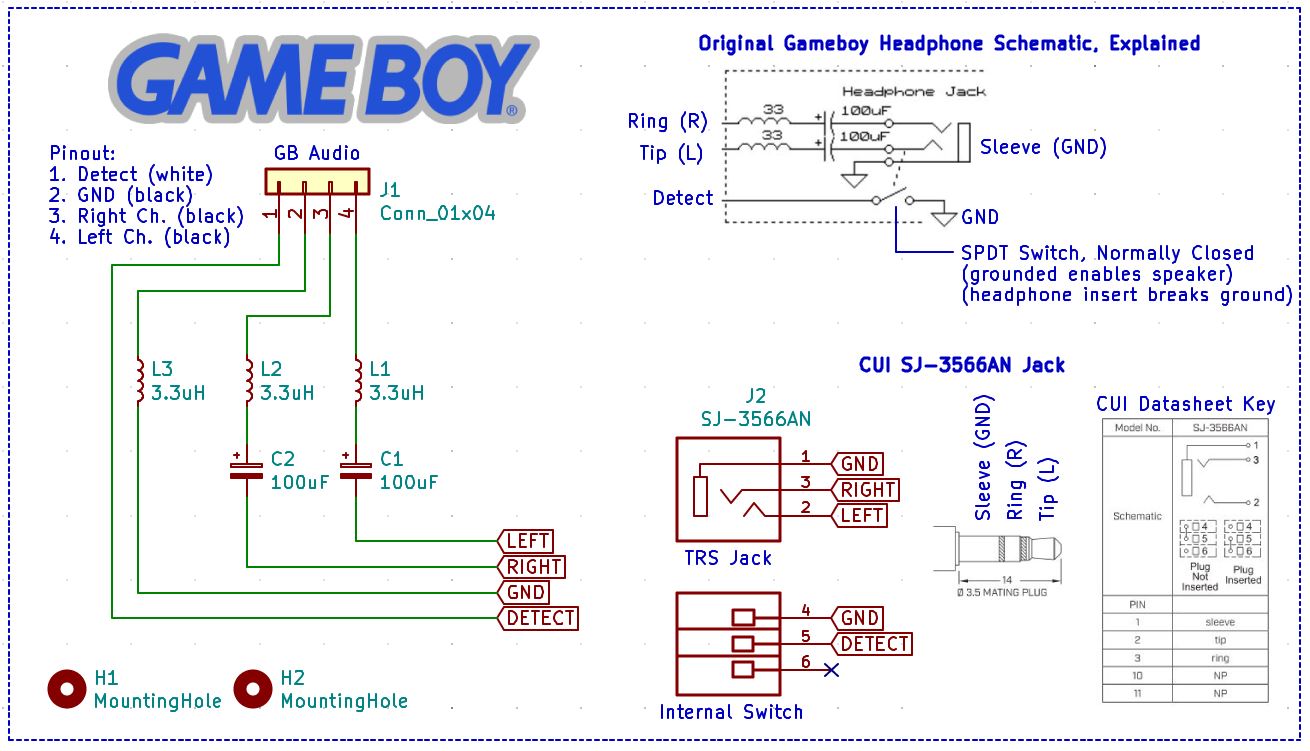 GAME BOY®
Pinout:
1. Detect (white)
2. GND (black)
3. Right Ch. (black)
4. Left Ch. (black)
GB Audio
J1
Conn_01x04
1
2
3
4
L3
3.3uH
L2
3.3uH
L1
3.3uH
+
C2
100uF
+
C1
100uF
LEFT
RIGHT
GND
DETECT
H1
MountingHole
H2
MountingHole
Original Gameboy Headphone Schematic, Explained
Headphone Jack
Ring (R)
33
+
100uF
Tip (L)
33
+
100uF
Sleeve (GND)
Detect
GND
SPDT Switch, Normally Closed
(grounded enables speaker)
(headphone insert breaks ground)
CUI SJ-3566AN Jack
J2
SJ-3566AN
1 GND
3 RIGHT
2 LEFT
TRS Jack
4 GND
5 DETECT
6
Internal Switch
Sleeve (GND)
Ring (R)
Tip (L)
14
Ø 3.5 MATING PLUG
CUI Datasheet Key
Model No. SJ-3566AN
Schematic
1
3
2
4 4
5 5
6 6
Plug Plug
Not Inserted
Inserted
PIN
1 sleeve
2 tip
3 ring
10 NP
11 NP